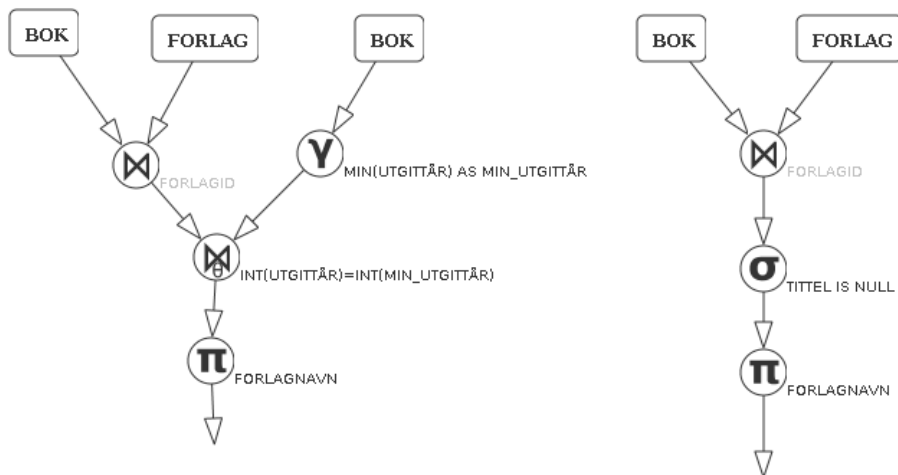 BOK
FORLAG
BOK
⋈
FORLAGID
γ
MIN(UTGITTÅR) AS MIN_UTGITTÅR
⋈θ
INT(UTGITTÅR)=INT(MIN_UTGITTÅR)
π
FORLAGNAVN
BOK
FORLAG
⋈
FORLAGID
σ
TITTEL IS NULL
π
FORLAGNAVN